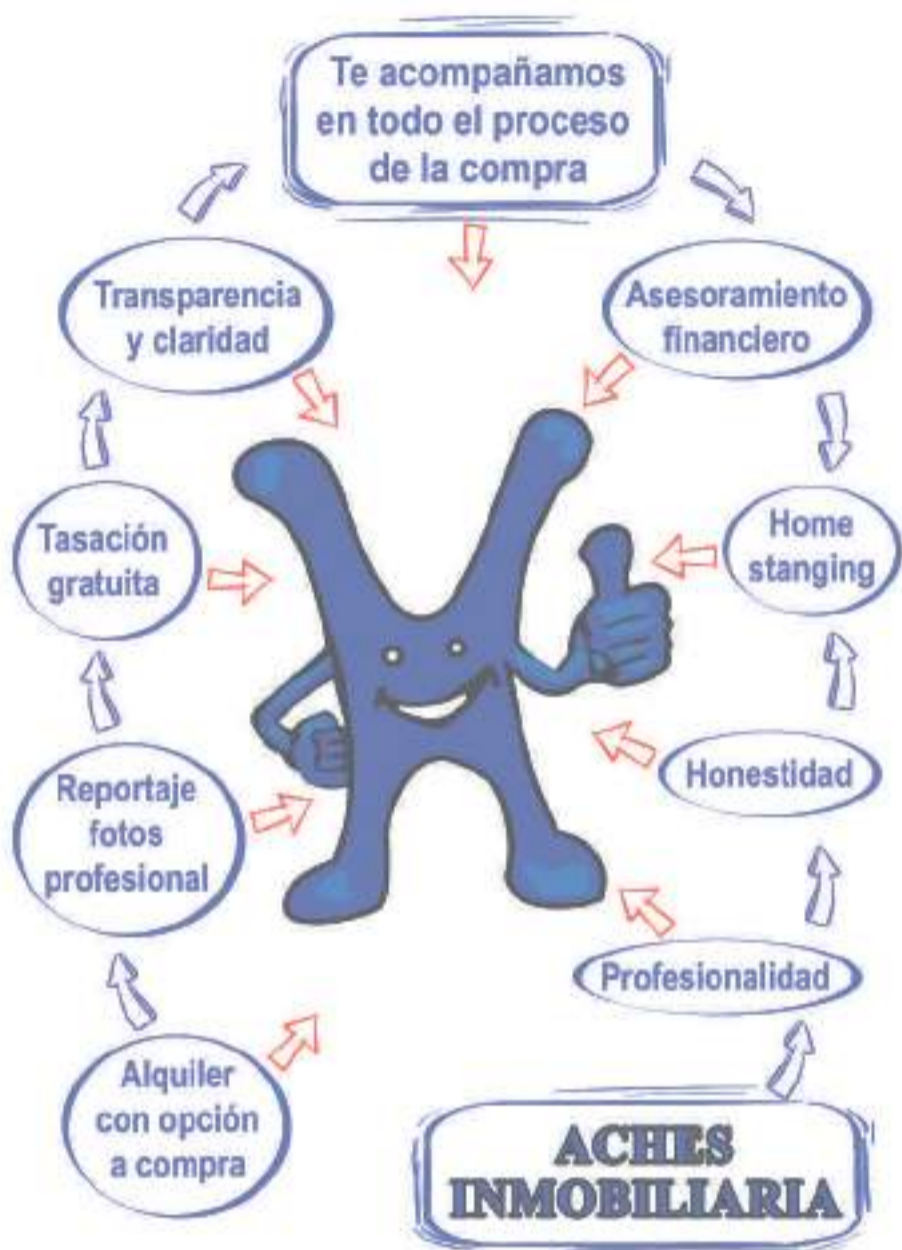 Te acompañamos
en todo el proceso
de la compra
Transparencia
y claridad
Asesoramiento
financiero
Tasación
gratuita
Home
stanging
Reportaje
fotos
profesional
Honestidad
Profesionalidad
Alquiler
con opción
a compra
ACHES
INMOBILIARIA